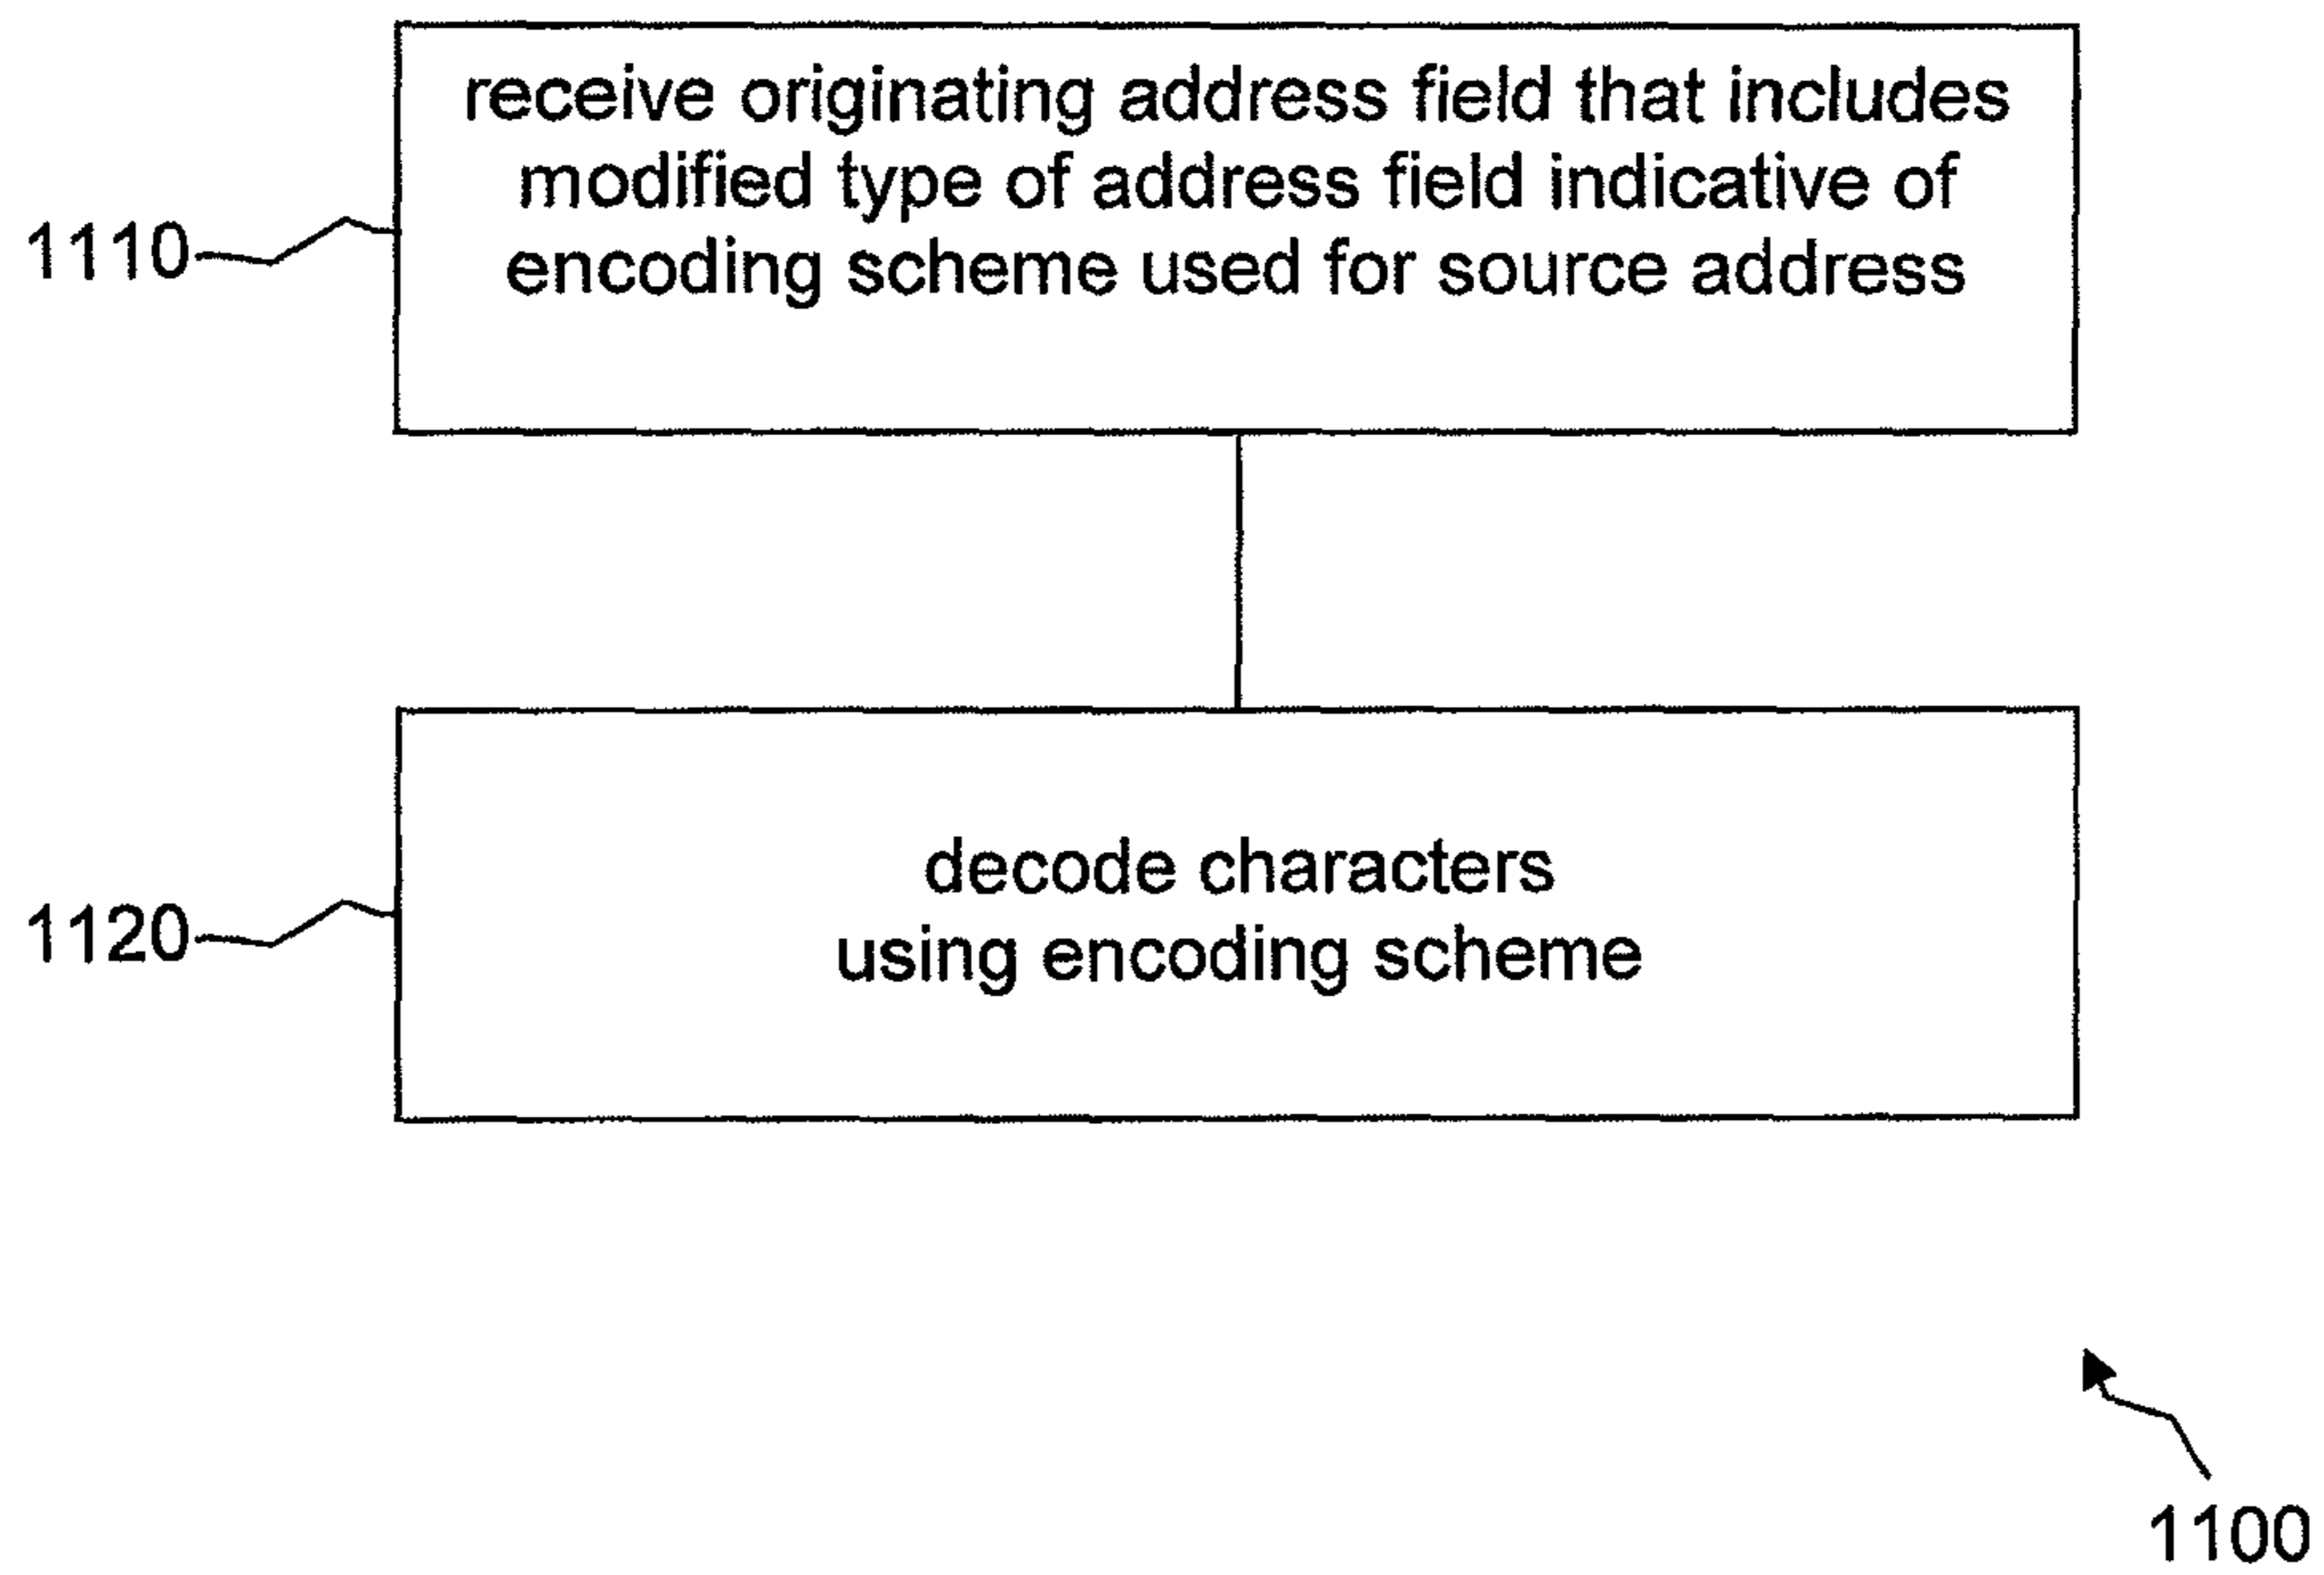 receive originating address field that includes
modified type of address field indicative of
encoding scheme used for source address
1110
decode characters
using encoding scheme
1120
1100